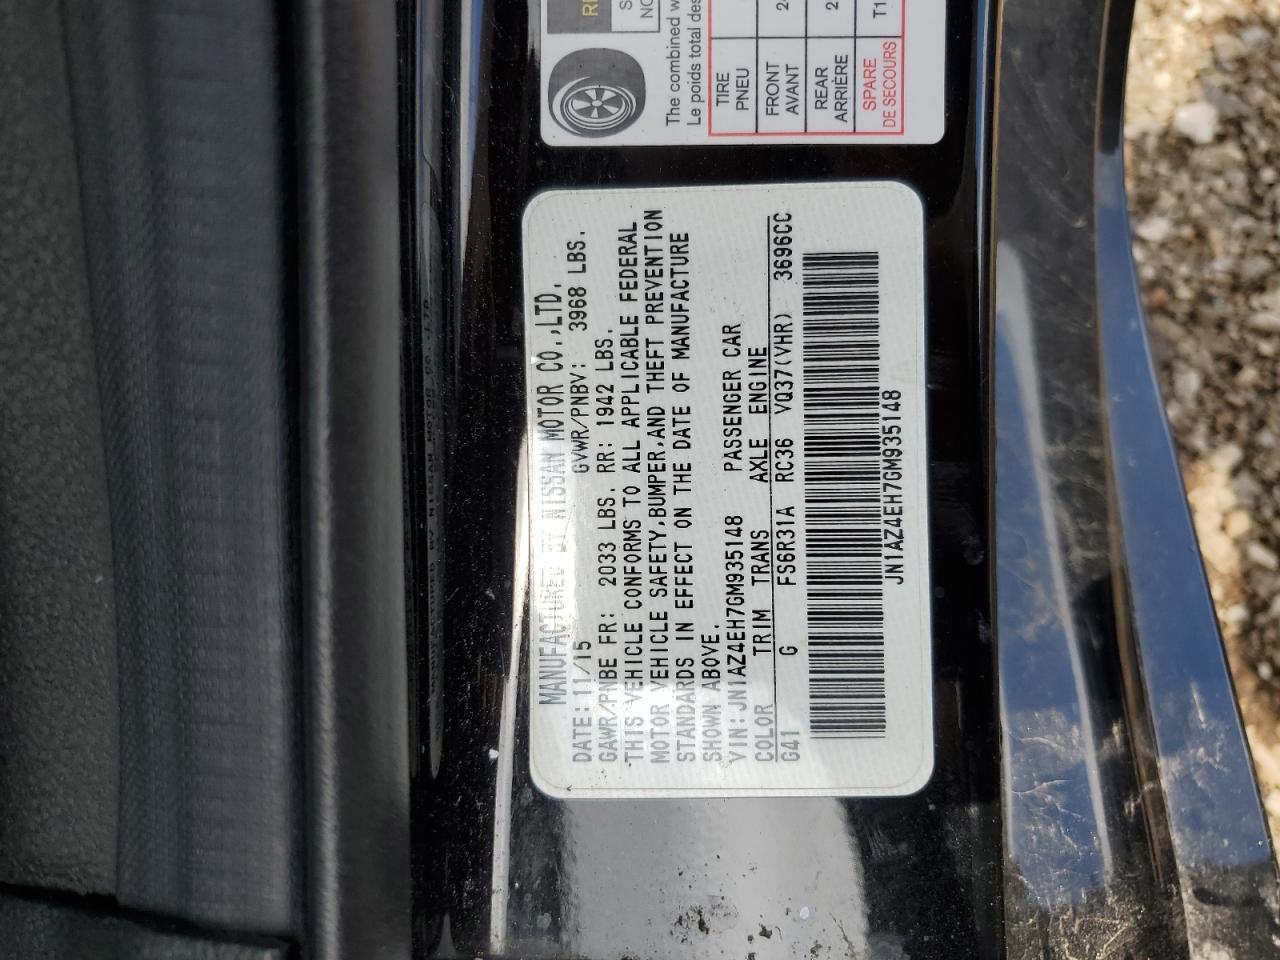 MANUFACTURED BY NISSAN MOTOR CO.,LTD.
DATE: 11/15 GVWR/PNBV: 3968 LBS.
GAWR/PNBE FR: 2033 LBS. RR: 1942 LBS.
THIS VEHICLE CONFORMS TO ALL APPLICABLE FEDERAL
MOTOR VEHICLE SAFETY,BUMPER,AND THEFT PREVENTION
STANDARDS IN EFFECT ON THE DATE OF MANUFACTURE
SHOWN ABOVE.
VIN:JN1AZ4EH7GM935148 PASSENGER CAR
COLOR TRIM TRANS AXLE ENGINE
G41 G FS6R31A RC36 VQ37(VHR) 3696CC
JN1AZ4EH7GM935148
The combined
Le poids total
TIRE
PNEU
FRONT
AVANT
REAR
ARRIÈRE
SPARE
DE SECOURS
T1